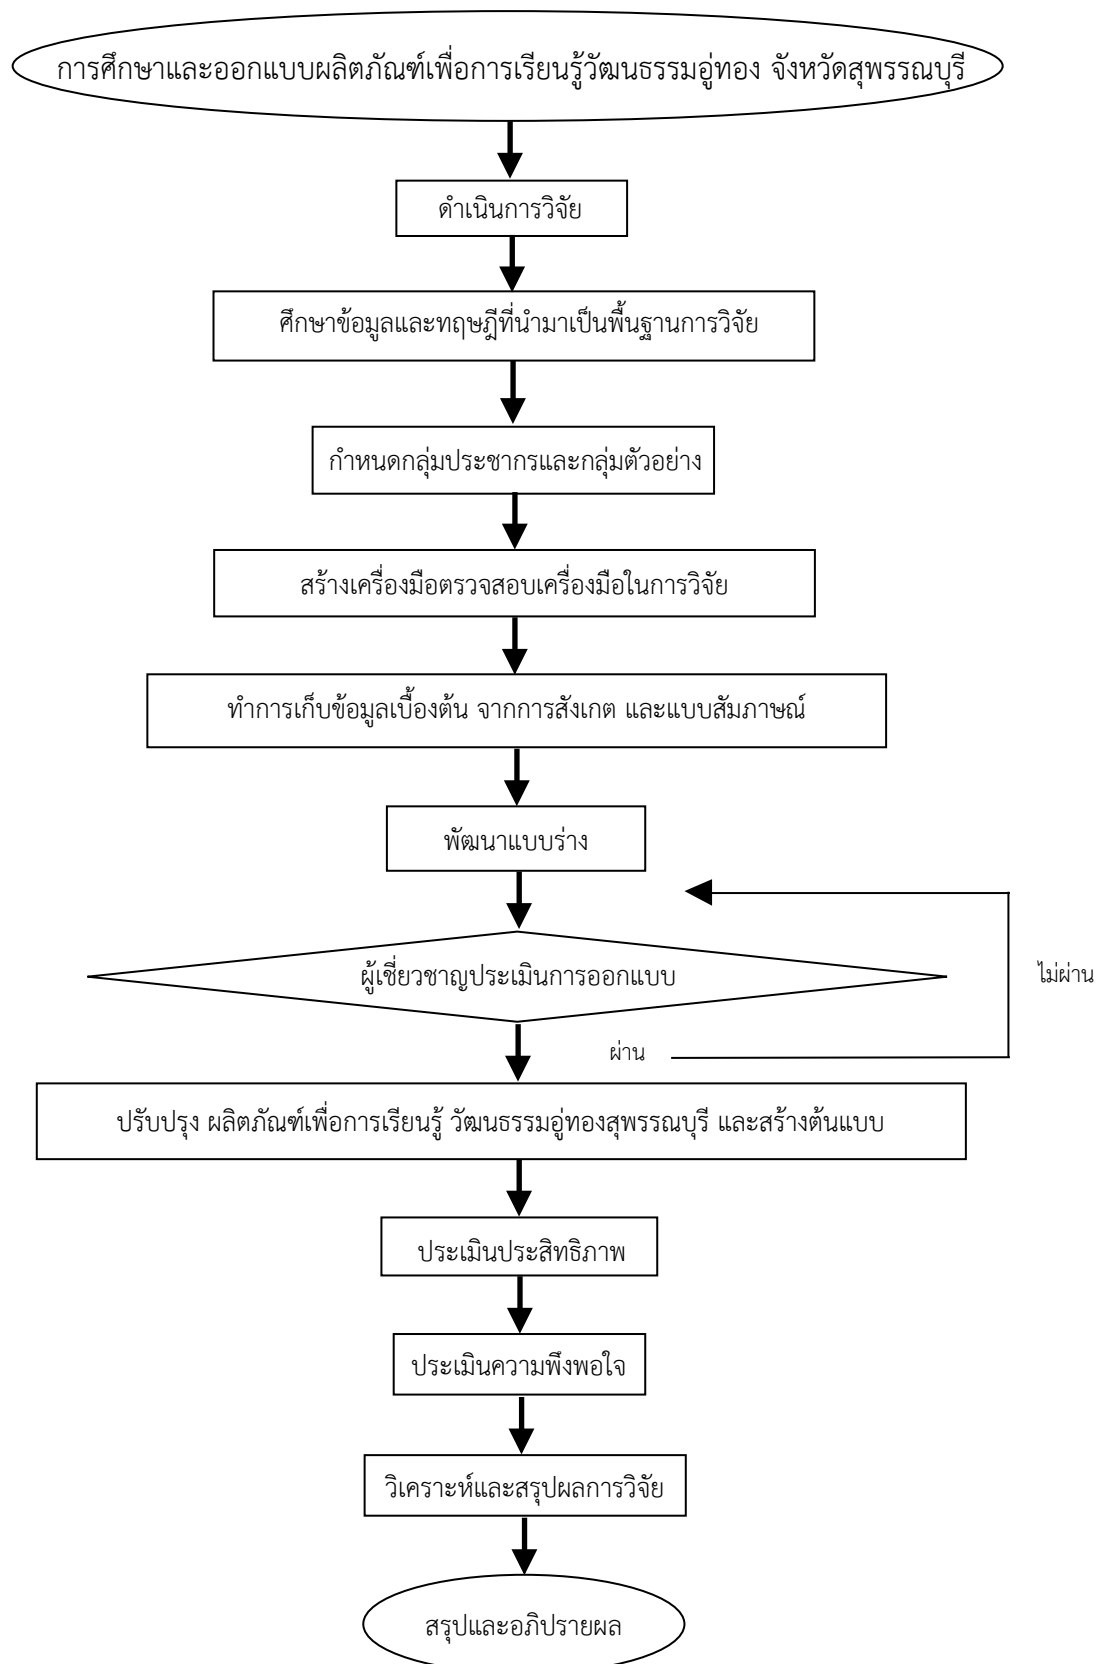 การศึกษาและออกแบบผลิตภัณฑ์เพื่อการเรียนรู้วัฒนธรรมอู่ทอง จังหวัดสุพรรณบุรี
ดำเนินการวิจัย
ศึกษาข้อมูลและทฤษฎีที่นำมาเป็นพื้นฐานการวิจัย
กำหนดกลุ่มประชากรและกลุ่มตัวอย่าง
สร้างเครื่องมือตรวจสอบเครื่องมือในการวิจัย
ทำการเก็บข้อมูลเบื้องต้น จากการสังเกต และแบบสัมภาษณ์
พัฒนาแบบร่าง
ผู้เชี่ยวชาญประเมินการออกแบบ
ไม่ผ่าน
ผ่าน
ปรับปรุง ผลิตภัณฑ์เพื่อการเรียนรู้ วัฒนธรรมอู่ทองสุพรรณบุรี และสร้างต้นแบบ
ประเมินประสิทธิภาพ
ประเมินความพึงพอใจ
วิเคราะห์และสรุปผลการวิจัย
สรุปและอภิปรายผล